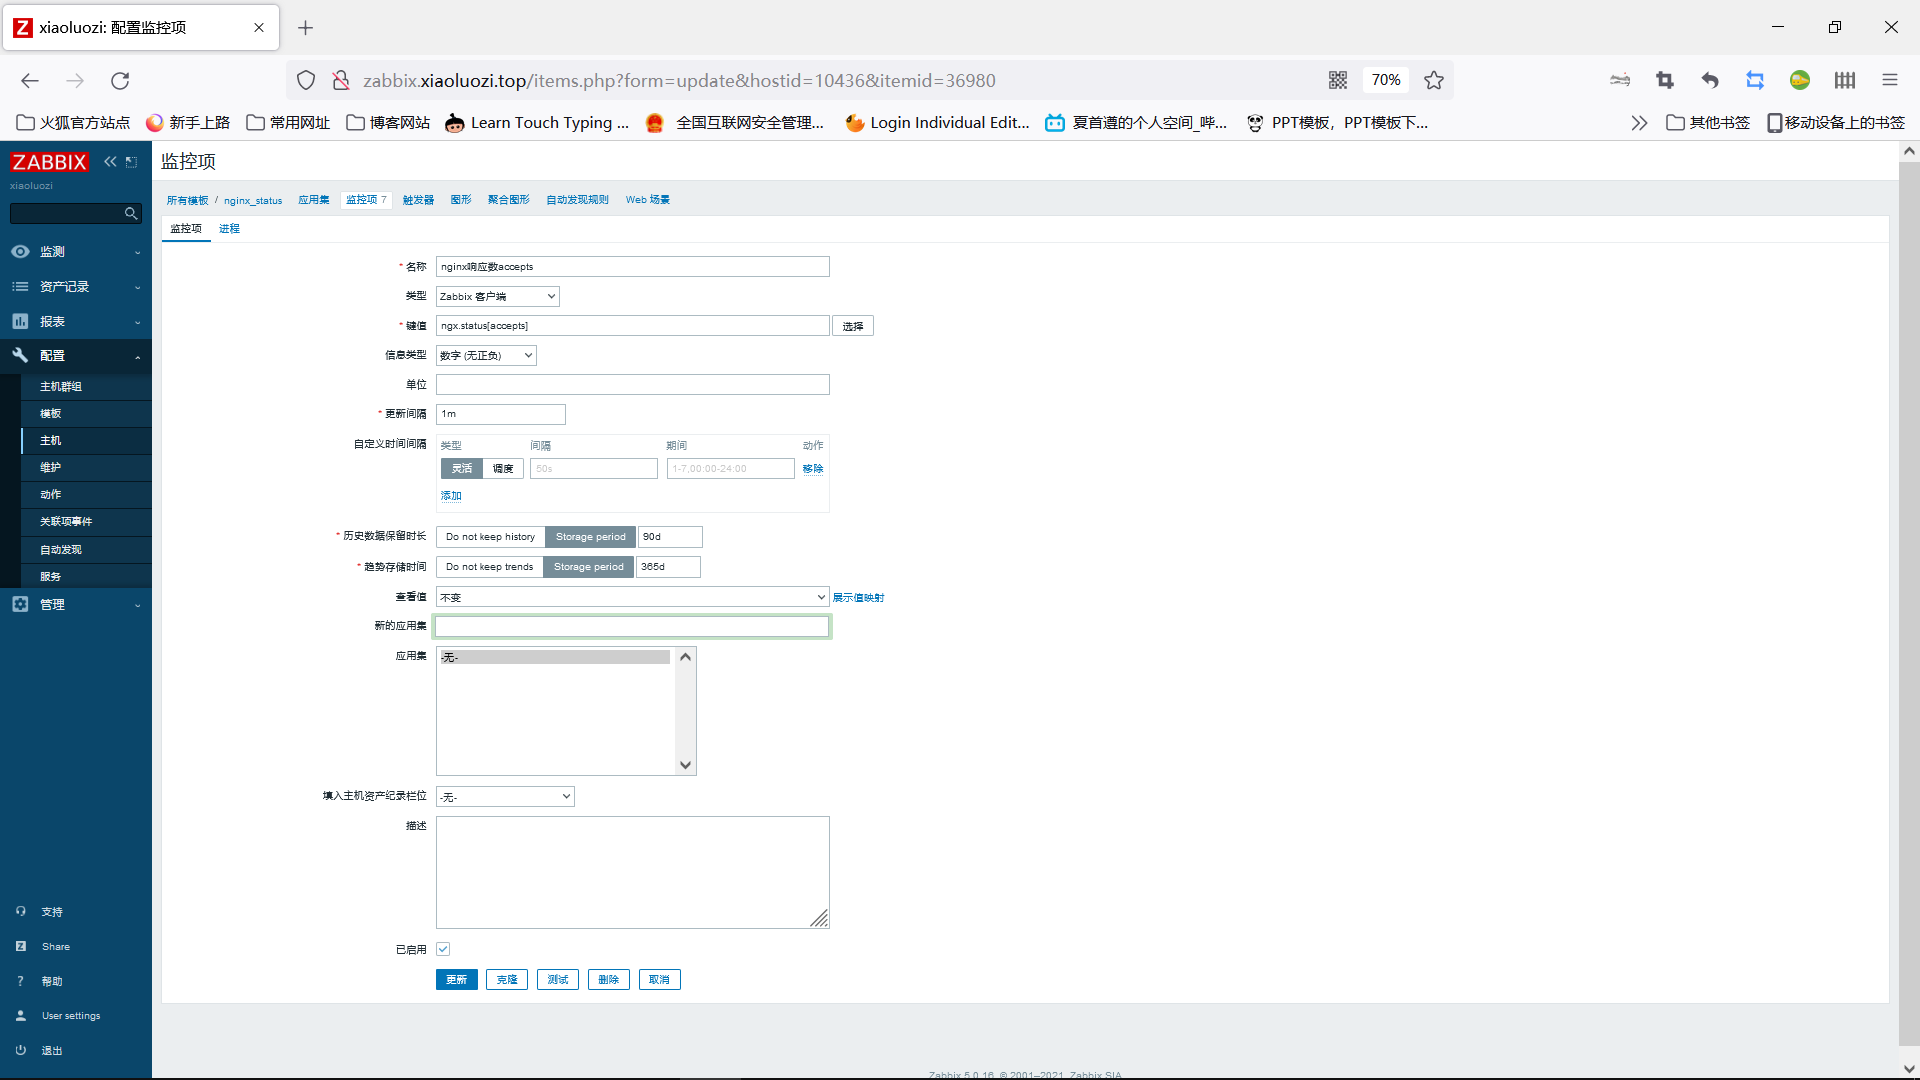 xiaoluozi: 配置监控项
zabbix.xiaoluozi.top/items.php?form=update&hostid=10436&itemid=36980
70%
火狐官方站点 新手上路 常用网址 博客网站 Learn Touch Typing ... 全国互联网安全管理... Login Individual Edit... 夏首遵的个人空间_哔... PPT模板，PPT模板下... 其他书签 移动设备上的书签
ZABBIX
xiaoluozi
监测
资产记录
报表
配置
主机群组
模板
主机
维护
动作
关联项事件
自动发现
服务
管理
支持
Share
帮助
User settings
退出
监控项
所有模板 / nginx_status 应用集 监控项 7 触发器 图形 聚合图形 自动发现规则 Web 场景
监控项 进程
* 名称 nginx响应数accepts
类型 Zabbix 客户端
* 键值 ngx.status[accepts] 选择
信息类型 数字 (无正负)
单位
* 更新间隔 1m
自定义时间间隔 类型 间隔 期间 动作
灵活 调度 50s 1-7,00:00-24:00 移除
添加
* 历史数据保留时长 Do not keep history Storage period 90d
* 趋势存储时间 Do not keep trends Storage period 365d
查看值 不变 展示值映射
新的应用集
应用集 -无-
填入主机资产纪录栏位 -无-
描述
已启用
更新 克隆 测试 删除 取消
Zabbix 5.0.16. © 2001–2021, Zabbix SIA